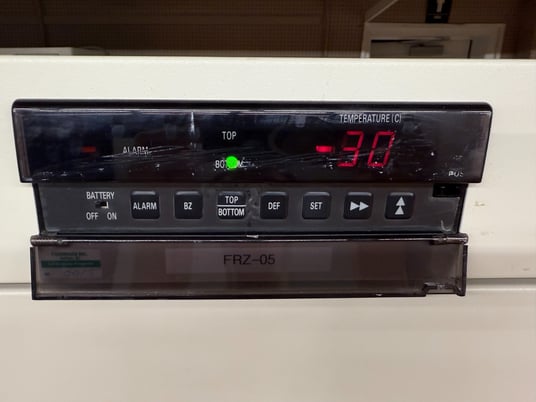 TEMPERATURE (C)
TOP
ALARM
-30
BATTERY
OFF ON
ALARM
BZ
TOP
BOTTOM
DEF
SET
FRZ-05